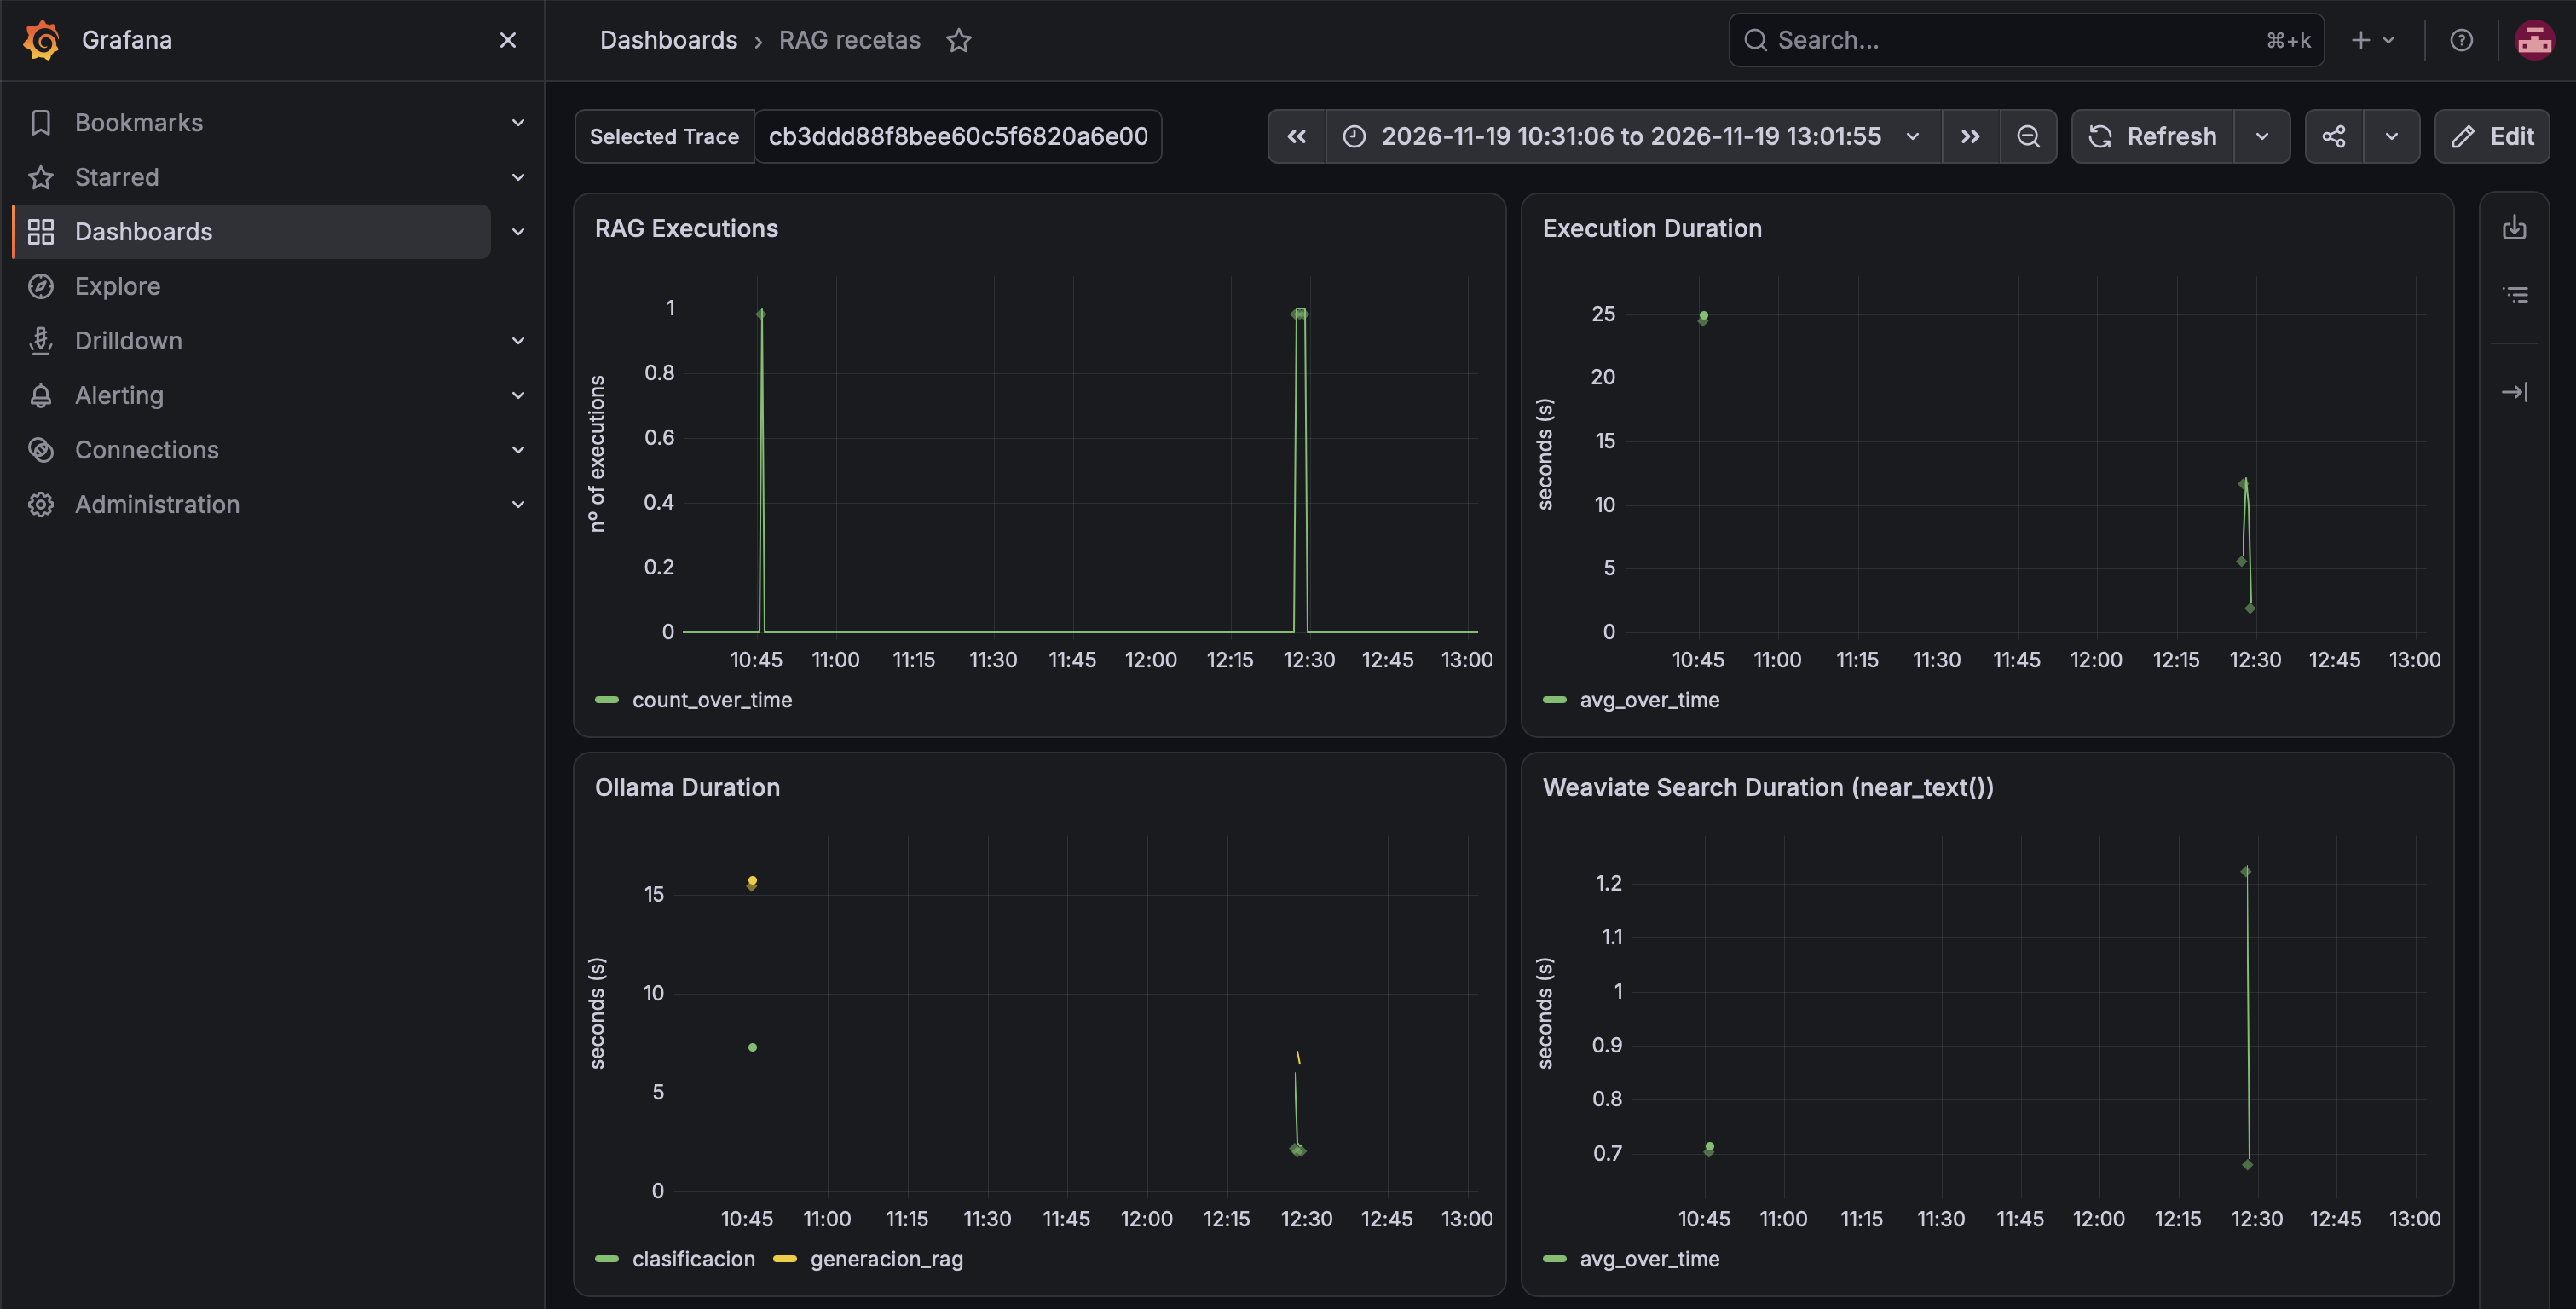 Grafana
Dashboards › RAG recetas
Search... ⌘+k
Bookmarks
Starred
Dashboards
Explore
Drilldown
Alerting
Connections
Administration
Selected Trace cb3ddd88f8bee60c5f6820a6e00
2026-11-19 10:31:06 to 2026-11-19 13:01:55
Refresh
Edit
RAG Executions
nº of executions
1
0.8
0.6
0.4
0.2
0
10:45 11:00 11:15 11:30 11:45 12:00 12:15 12:30 12:45 13:00
count_over_time
Execution Duration
seconds (s)
25
20
15
10
5
0
10:45 11:00 11:15 11:30 11:45 12:00 12:15 12:30 12:45 13:00
avg_over_time
Ollama Duration
seconds (s)
15
10
5
0
10:45 11:00 11:15 11:30 11:45 12:00 12:15 12:30 12:45 13:00
clasificacion generacion_rag
Weaviate Search Duration (near_text())
seconds (s)
1.2
1.1
1
0.9
0.8
0.7
10:45 11:00 11:15 11:30 11:45 12:00 12:15 12:30 12:45 13:00
avg_over_time